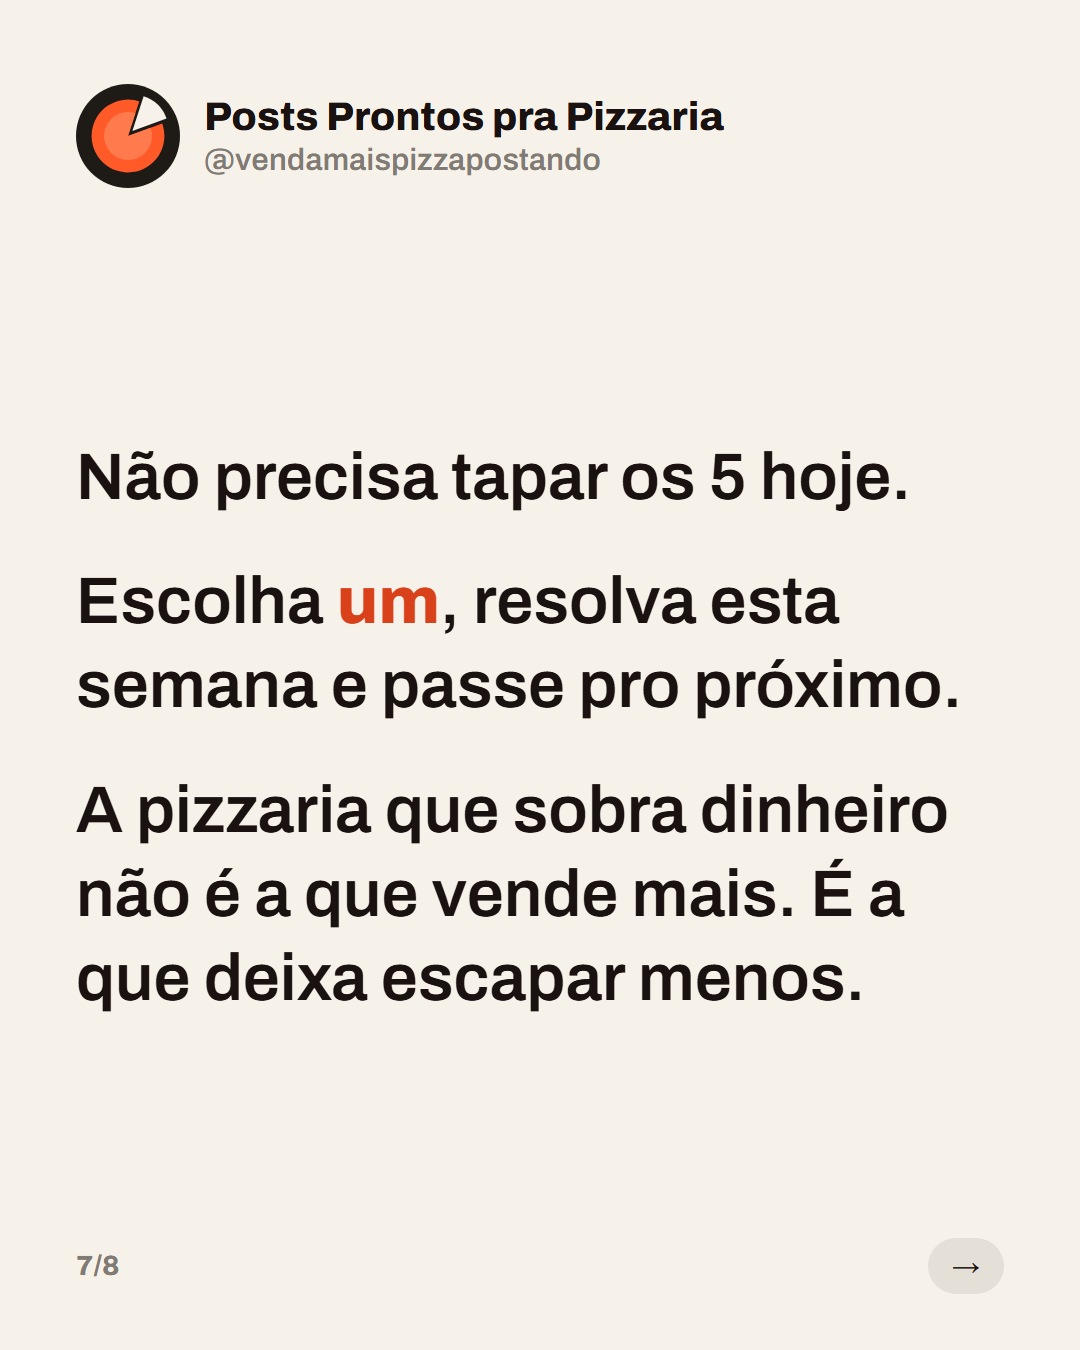 Posts Prontos pra Pizzaria
@vendamaispizzapostando
Não precisa tapar os 5 hoje.
Escolha um, resolva esta
semana e passe pro próximo.
A pizzaria que sobra dinheiro
não é a que vende mais. É a
que deixa escapar menos.
7/8
→